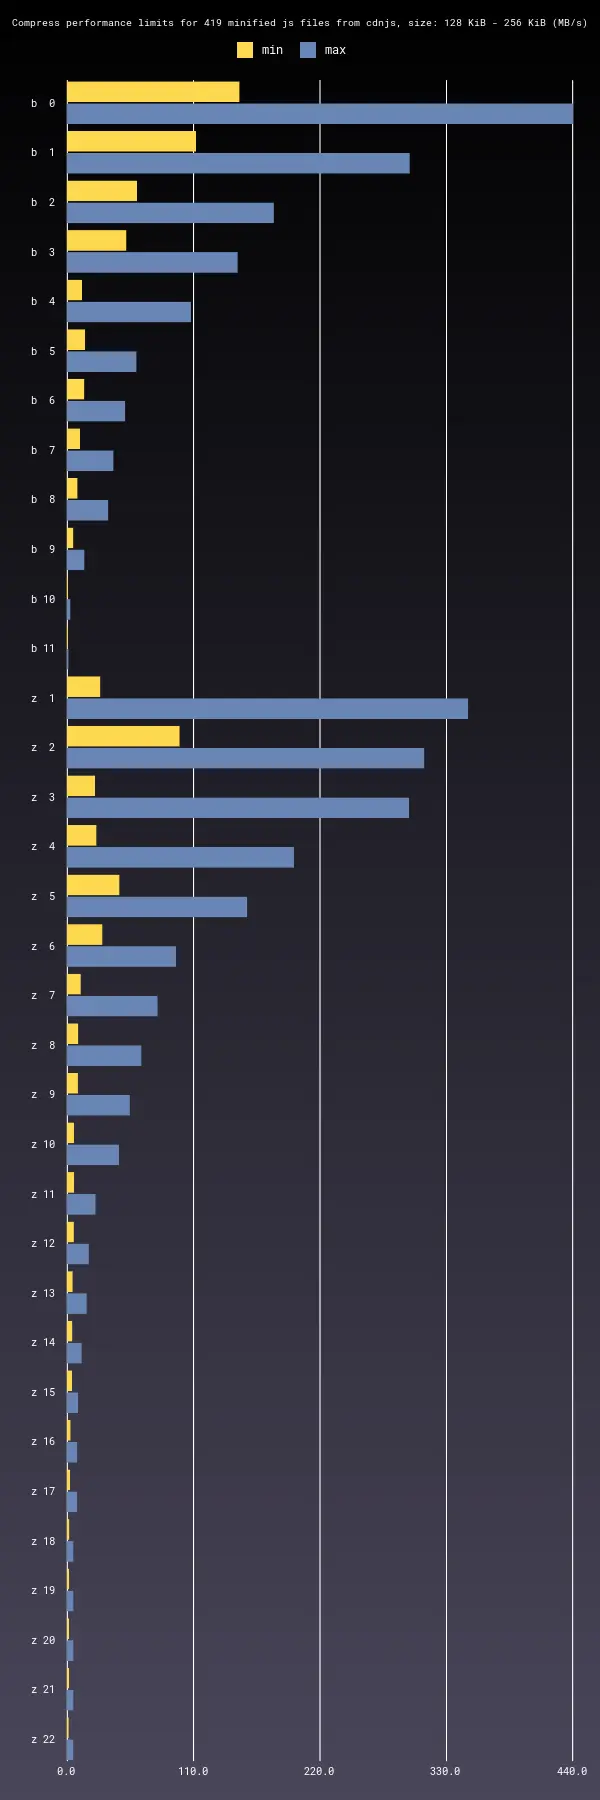 Compress performance limits for 419 minified js files from cdnjs, size: 128 KiB - 256 KiB (MB/s)
min max
b 0
b 1
b 2
b 3
b 4
b 5
b 6
b 7
b 8
b 9
b 10
b 11
z 1
z 2
z 3
z 4
z 5
z 6
z 7
z 8
z 9
z 10
z 11
z 12
z 13
z 14
z 15
z 16
z 17
z 18
z 19
z 20
z 21
z 22
0.0 110.0 220.0 330.0 440.0